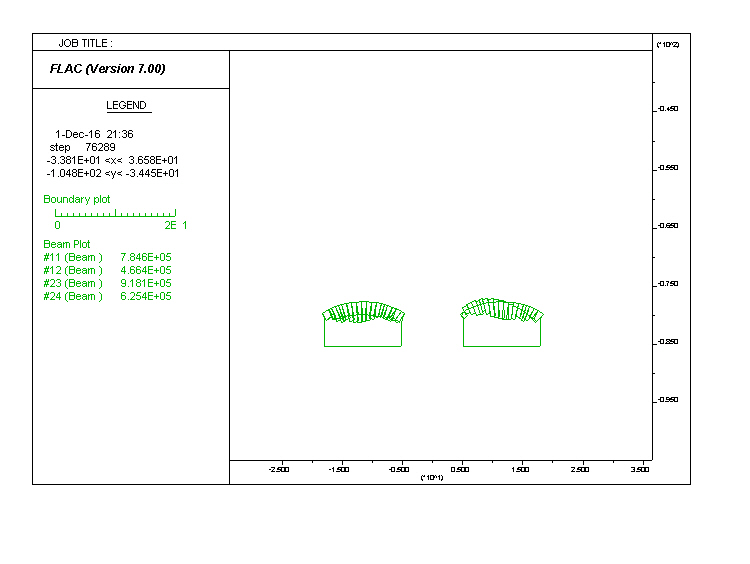 JOB TITLE :
FLAC (Version 7.00)
LEGEND
1-Dec-16 21:36
step 76289
-3.381E+01 <x< 3.658E+01
-1.048E+02 <y< -3.445E+01
Boundary plot
0 2E 1
Beam Plot
#11 (Beam ) 7.846E+05
#12 (Beam ) 4.664E+05
#23 (Beam ) 9.181E+05
#24 (Beam ) 6.254E+05
(*10^2)
-0.450
-0.550
-0.650
-0.750
-0.850
-0.950
-2.500 -1.500 -0.500 0.500 1.500 2.500 3.500
(*10^1)